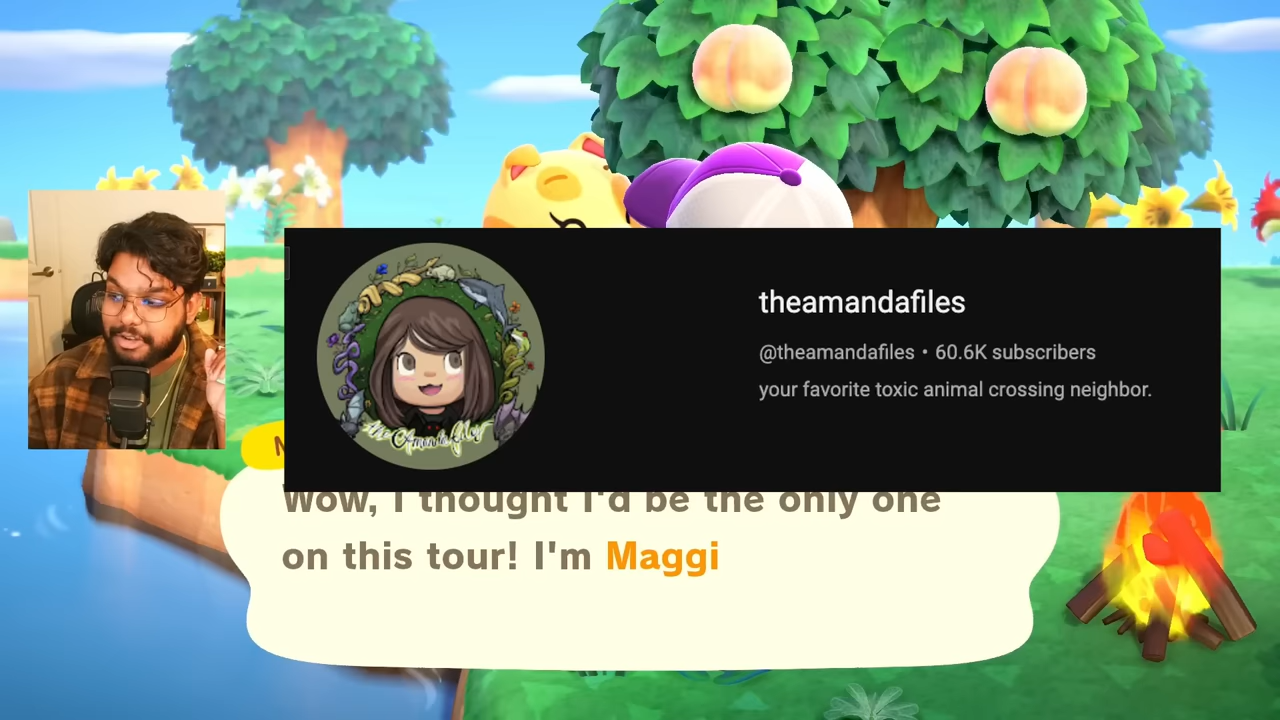 theamandafiles
@theamandafiles • 60.6K subscribers
your favorite toxic animal crossing neighbor.
Wow, I thought I'd be the only one
on this tour! I'm Maggi